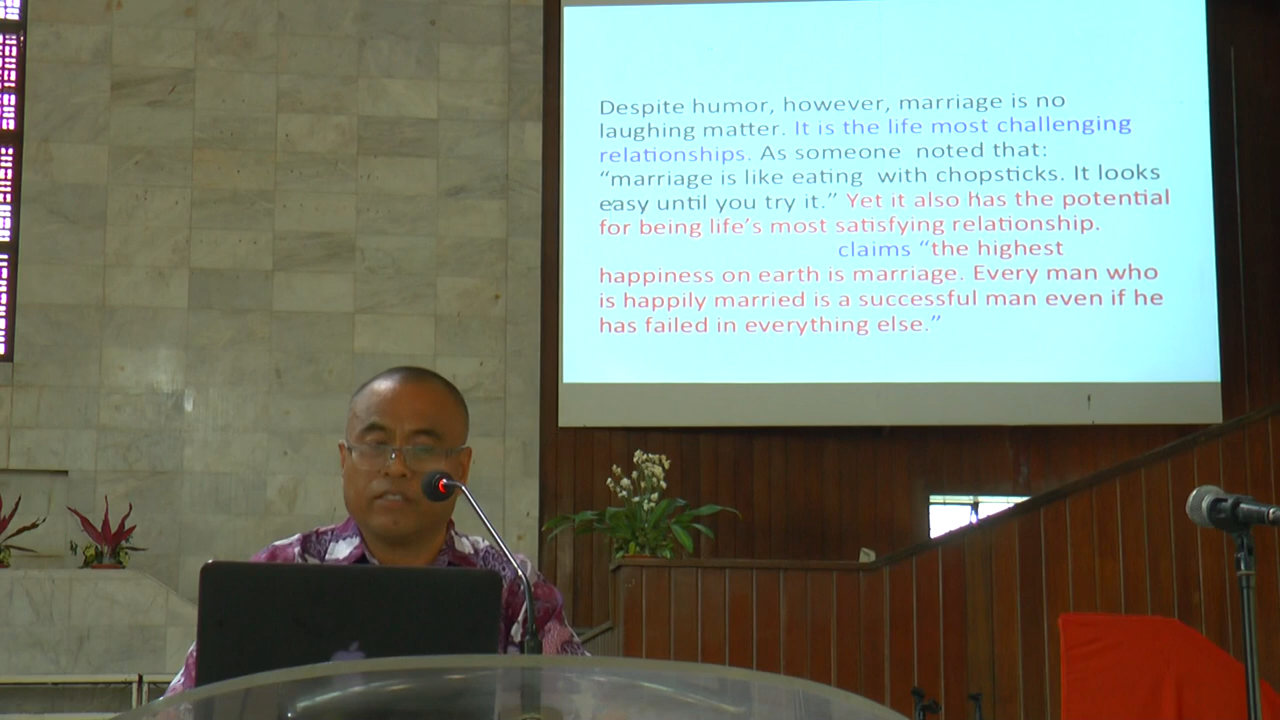 Despite humor, however, marriage is no
laughing matter. It is the life most challenging
relationships. As someone noted that:
“marriage is like eating with chopsticks. It looks
easy until you try it.” Yet it also has the potential
for being life’s most satisfying relationship.
claims “the highest
happiness on earth is marriage. Every man who
is happily married is a successful man even if he
has failed in everything else.”